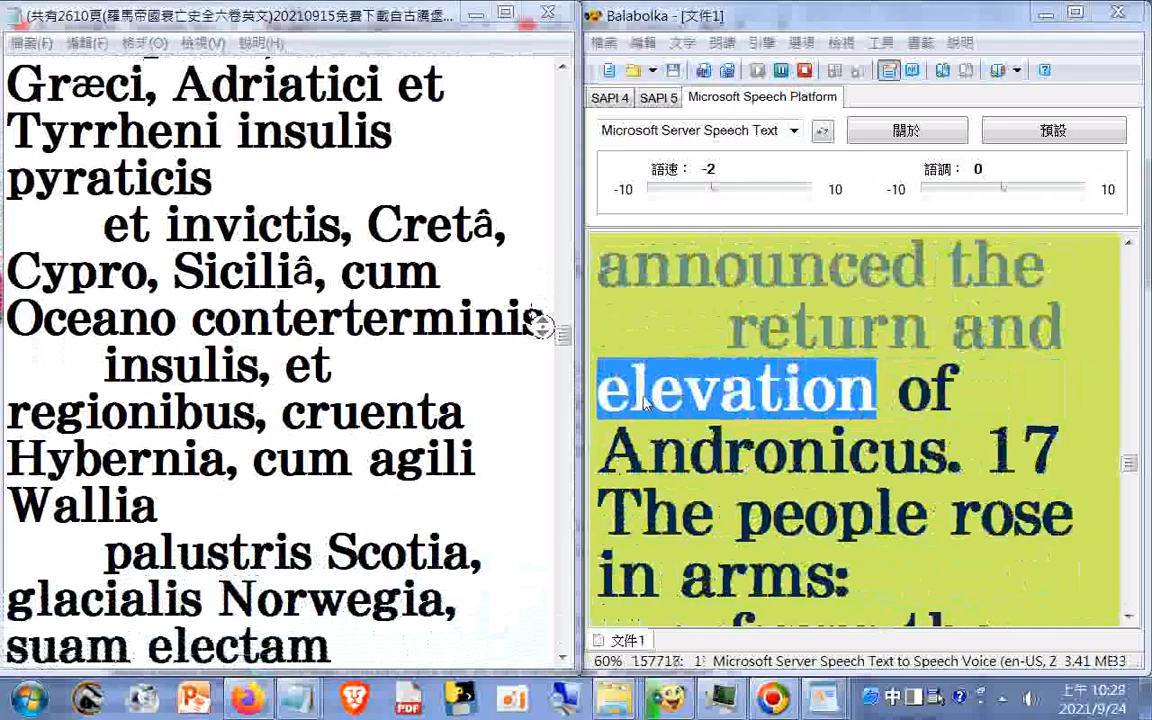 (共有2610頁(羅馬帝國衰亡史全六卷英文)20210915免費下載自古騰堡...
檔案(F) 編輯(E) 格式(O) 檢視(V) 說明(H)
Græci, Adriatici et
Tyrrheni insulis
pyraticis
et invictis, Cretâ,
Cypro, Siciliâ, cum
Oceano conterterminis
insulis, et
regionibus, cruenta
Hybernia, cum agili
Wallia
palustris Scotia,
glacialis Norwegia,
suam electam
Balabolka - [文件1]
檔案 編輯 文字 朗讀 引擎 選項 檢視 工具 書籤 說明
SAPI 4 SAPI 5 Microsoft Speech Platform
Microsoft Server Speech Text 關於 預設
語速: -2 語調: 0
-10 10 -10 10
announced the
return and
elevation of
Andronicus. 17
The people rose
in arms:
文件1
60% Microsoft Server Speech Text to Speech Voice (en-US, Z 3.41 MB
中
上午 10:28
2021/9/24